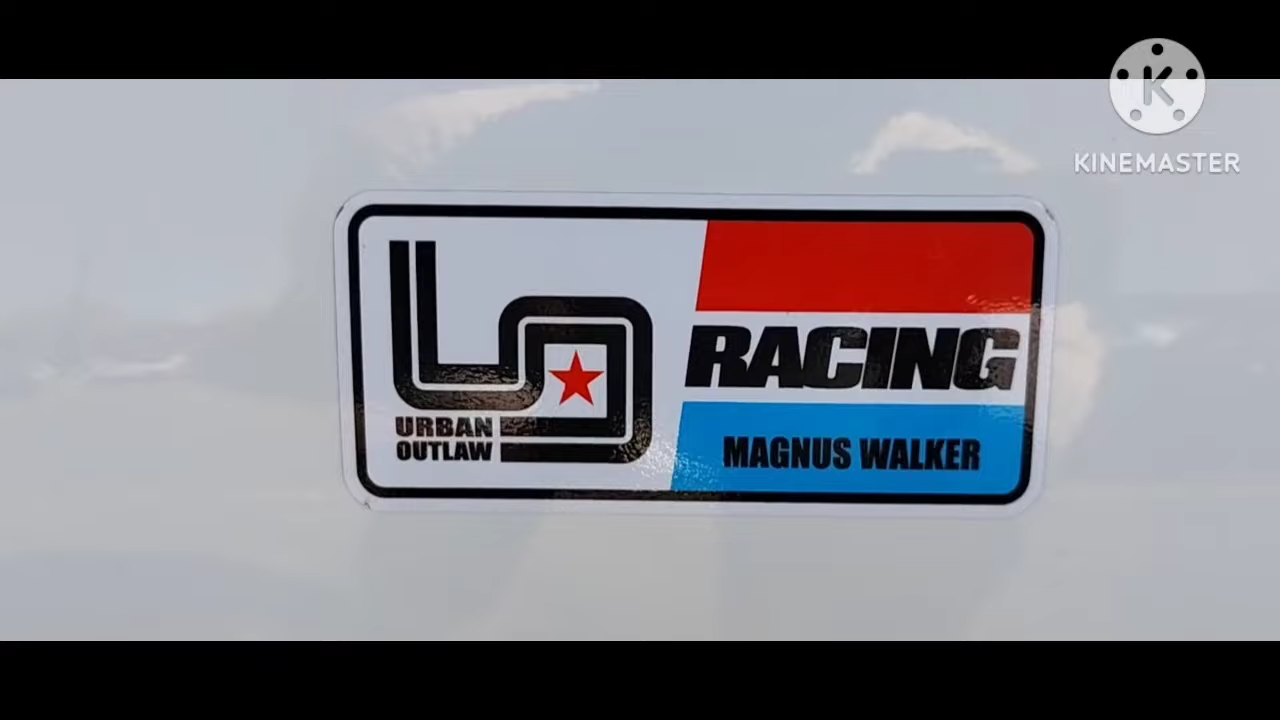 KINEMASTER
RACING
URBAN
OUTLAW
MAGNUS WALKER